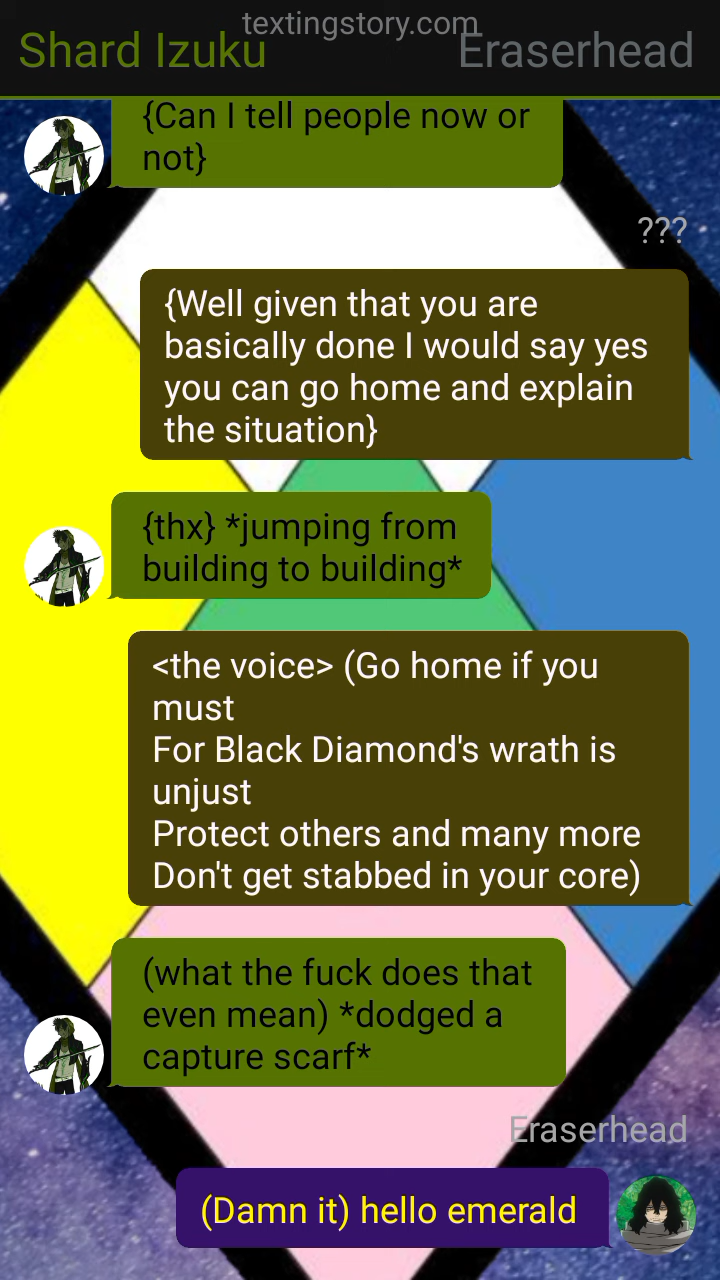 textingstory.com
Shard Izuku
Eraserhead
{Can I tell people now or
not}
???
{Well given that you are
basically done I would say yes
you can go home and explain
the situation}
{thx} *jumping from
building to building*
<the voice> (Go home if you
must
For Black Diamond's wrath is
unjust
Protect others and many more
Don't get stabbed in your core)
(what the fuck does that
even mean) *dodged a
capture scarf*
Eraserhead
(Damn it) hello emerald